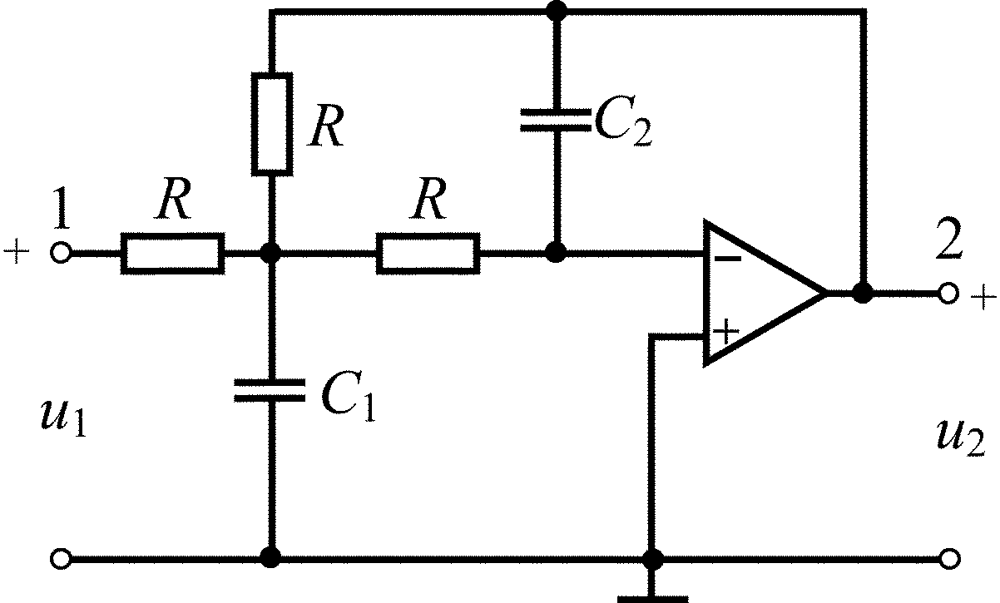 R
C₂
1
R
R
+
2
−
+
+
C₁
u₁
u₂